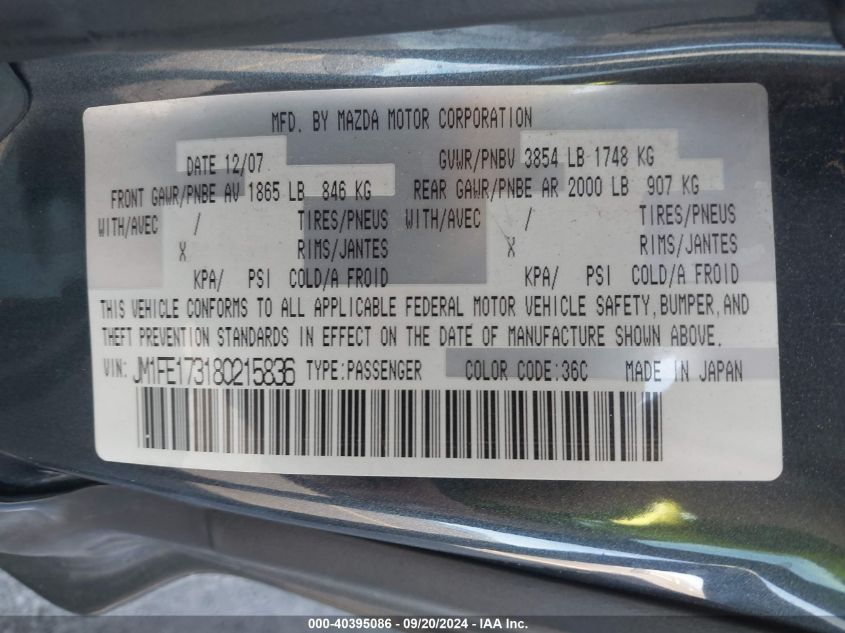 MFD. BY MAZDA MOTOR CORPORATION
DATE 12/07 GVWR/PNBV 3854 LB 1748 KG
FRONT GAWR/PNBE AV 1865 LB 846 KG REAR GAWR/PNBE AR 2000 LB 907 KG
WITH/AVEC / TIRES/PNEUS WITH/AVEC / TIRES/PNEUS
X RIMS/JANTES X RIMS/JANTES
KPA/ PSI COLD/A FROID KPA/ PSI COLD/A FROID
THIS VEHICLE CONFORMS TO ALL APPLICABLE FEDERAL MOTOR VEHICLE SAFETY, BUMPER, AND
THEFT PREVENTION STANDARDS IN EFFECT ON THE DATE OF MANUFACTURE SHOWN ABOVE.
VIN: JM1FE173180215836 TYPE:PASSENGER COLOR CODE:36C MADE IN JAPAN
00-40395086 - 09/20/2024 - IAA Inc.